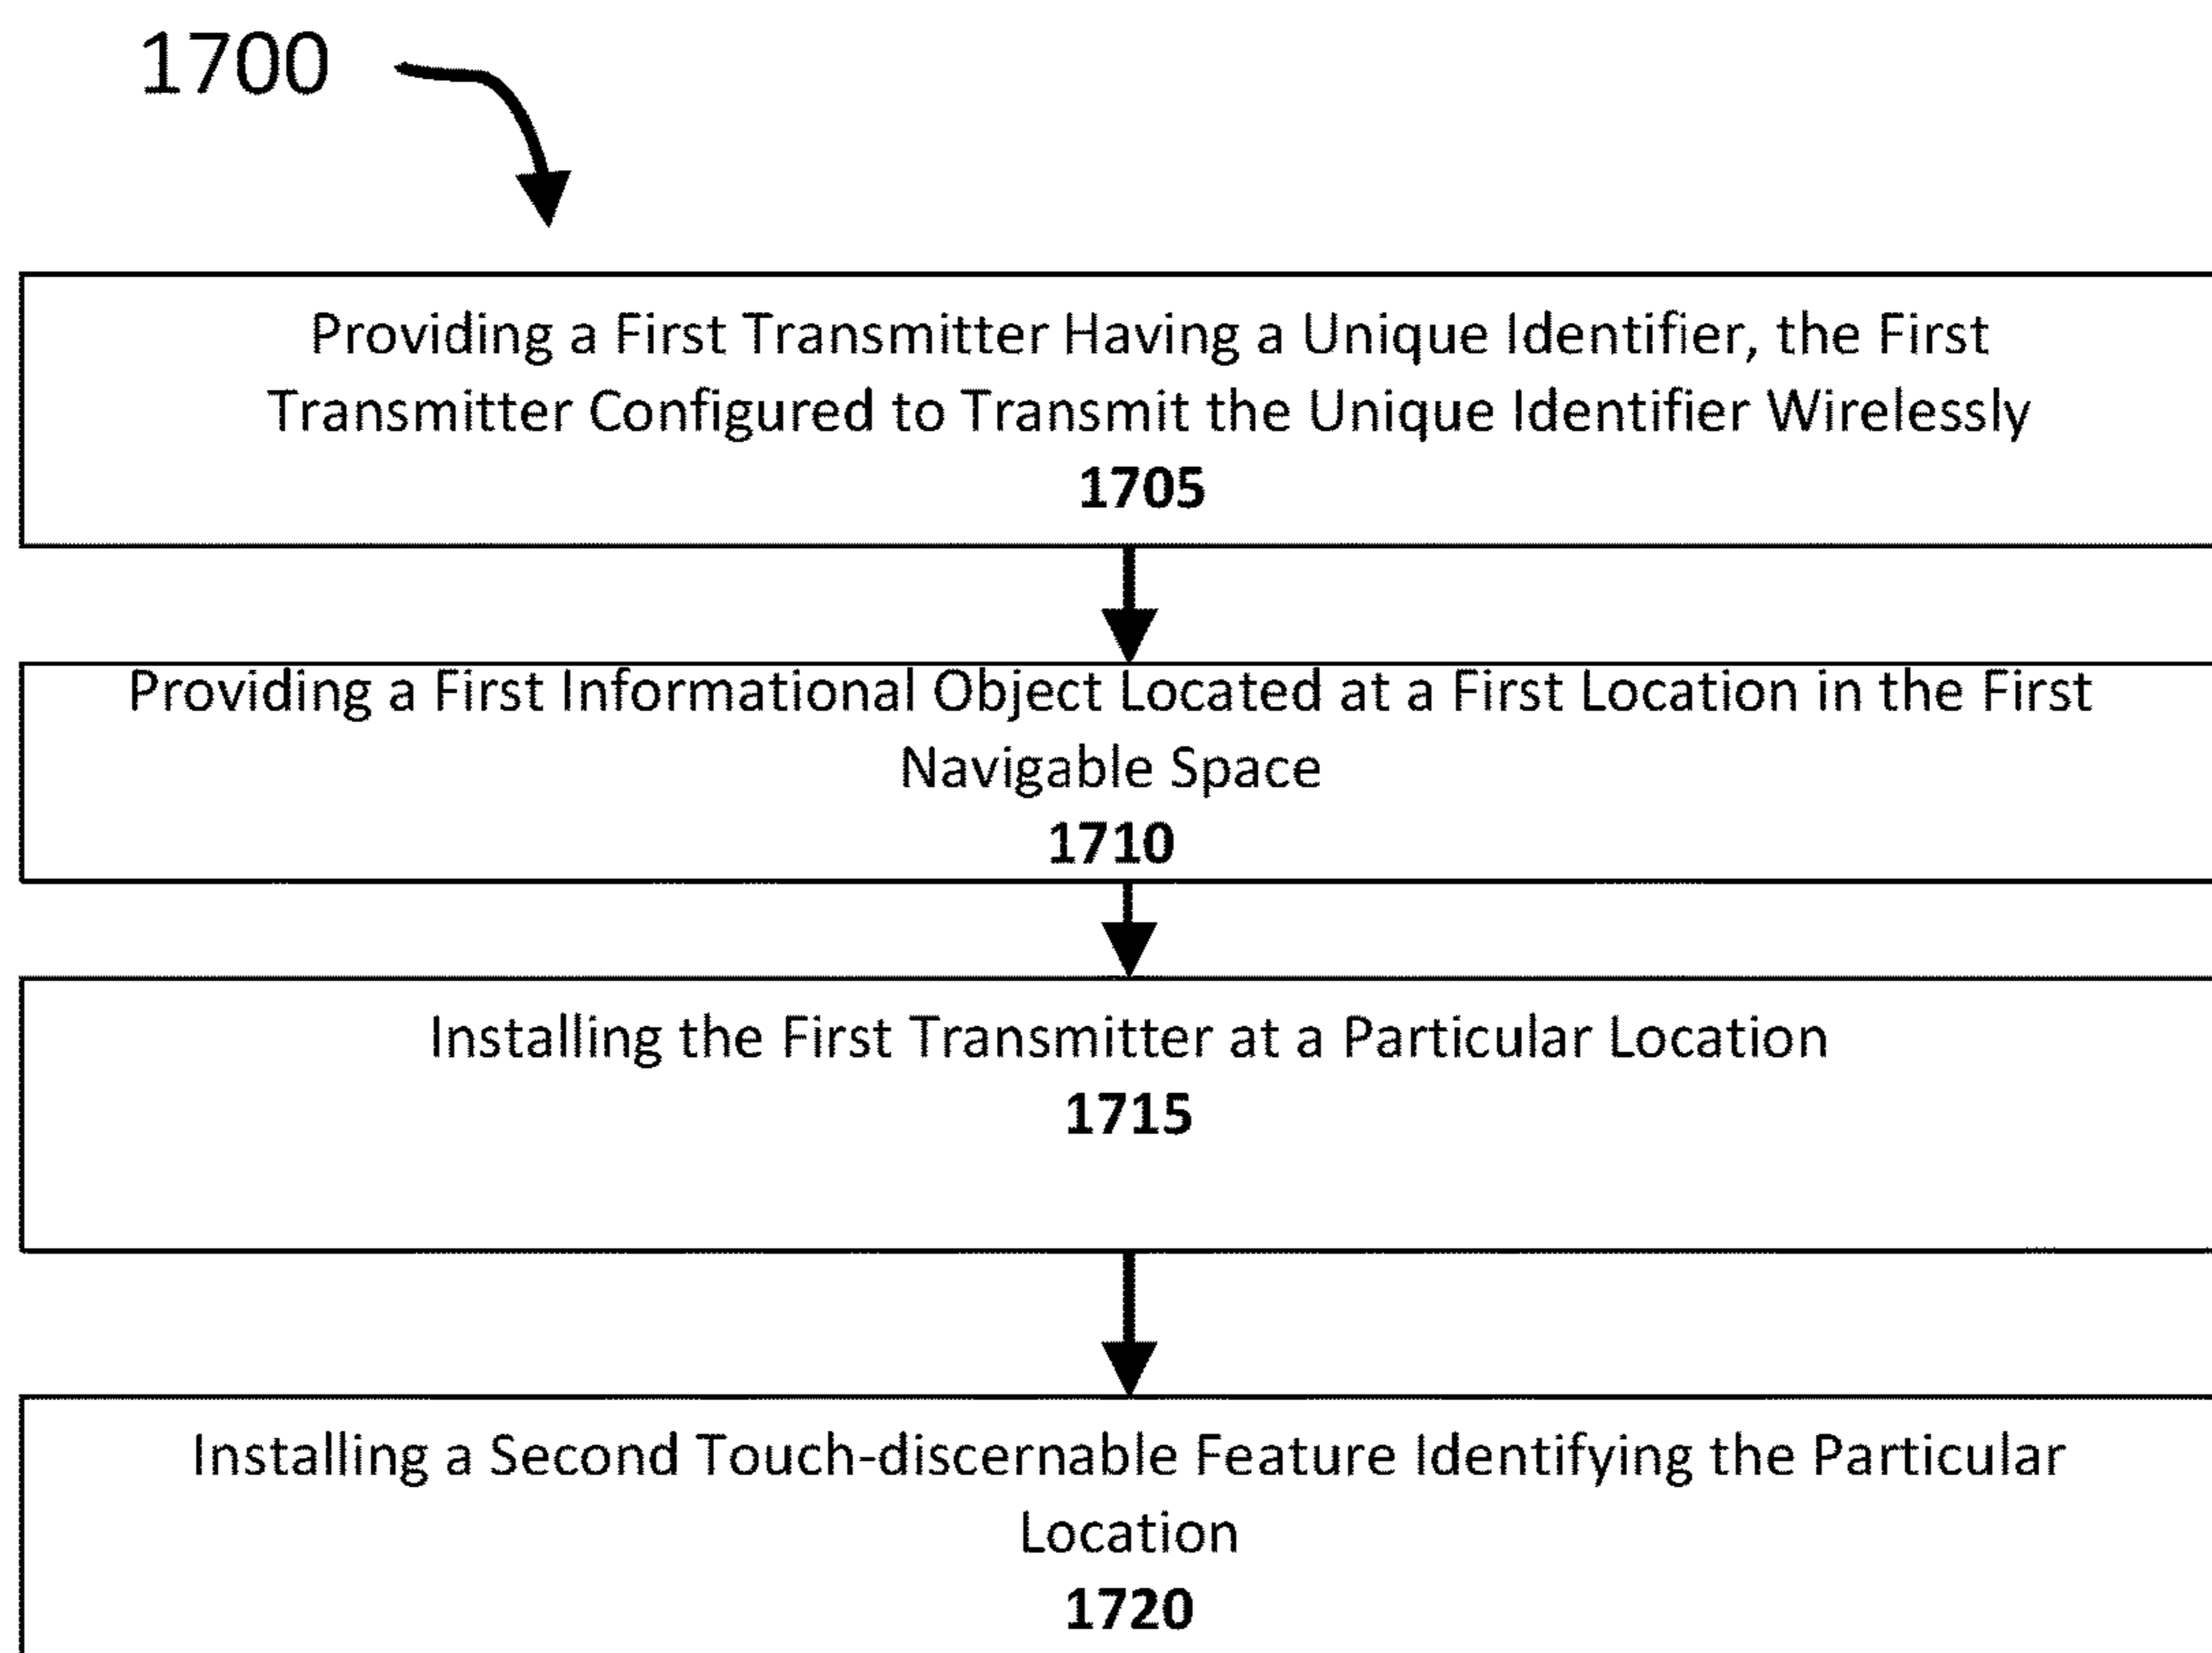 1700
Providing a First Transmitter Having a Unique Identifier, the First
Transmitter Configured to Transmit the Unique Identifier Wirelessly
1705
Providing a First Informational Object Located at a First Location in the First
Navigable Space
1710
Installing the First Transmitter at a Particular Location
1715
Installing a Second Touch-discernable Feature Identifying the Particular
Location
1720